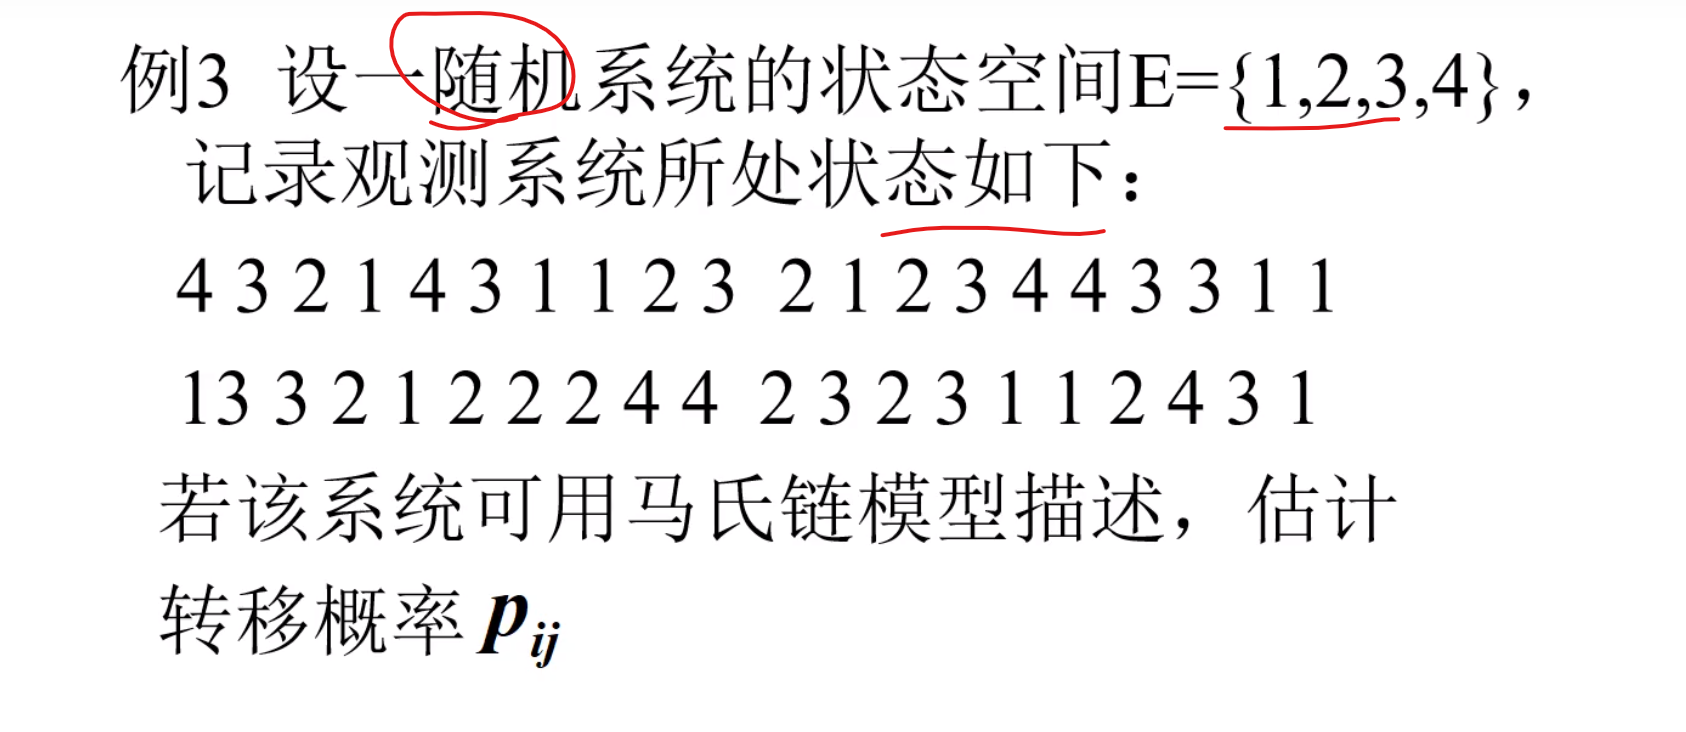 例3 设一随机系统的状态空间E={1,2,3,4},
记录观测系统所处状态如下：
4 3 2 1 4 3 1 1 2 3 2 1 2 3 4 4 3 3 1 1
13 3 2 1 2 2 2 4 4 2 3 2 3 1 1 2 4 3 1
若该系统可用马氏链模型描述，估计
转移概率 pij